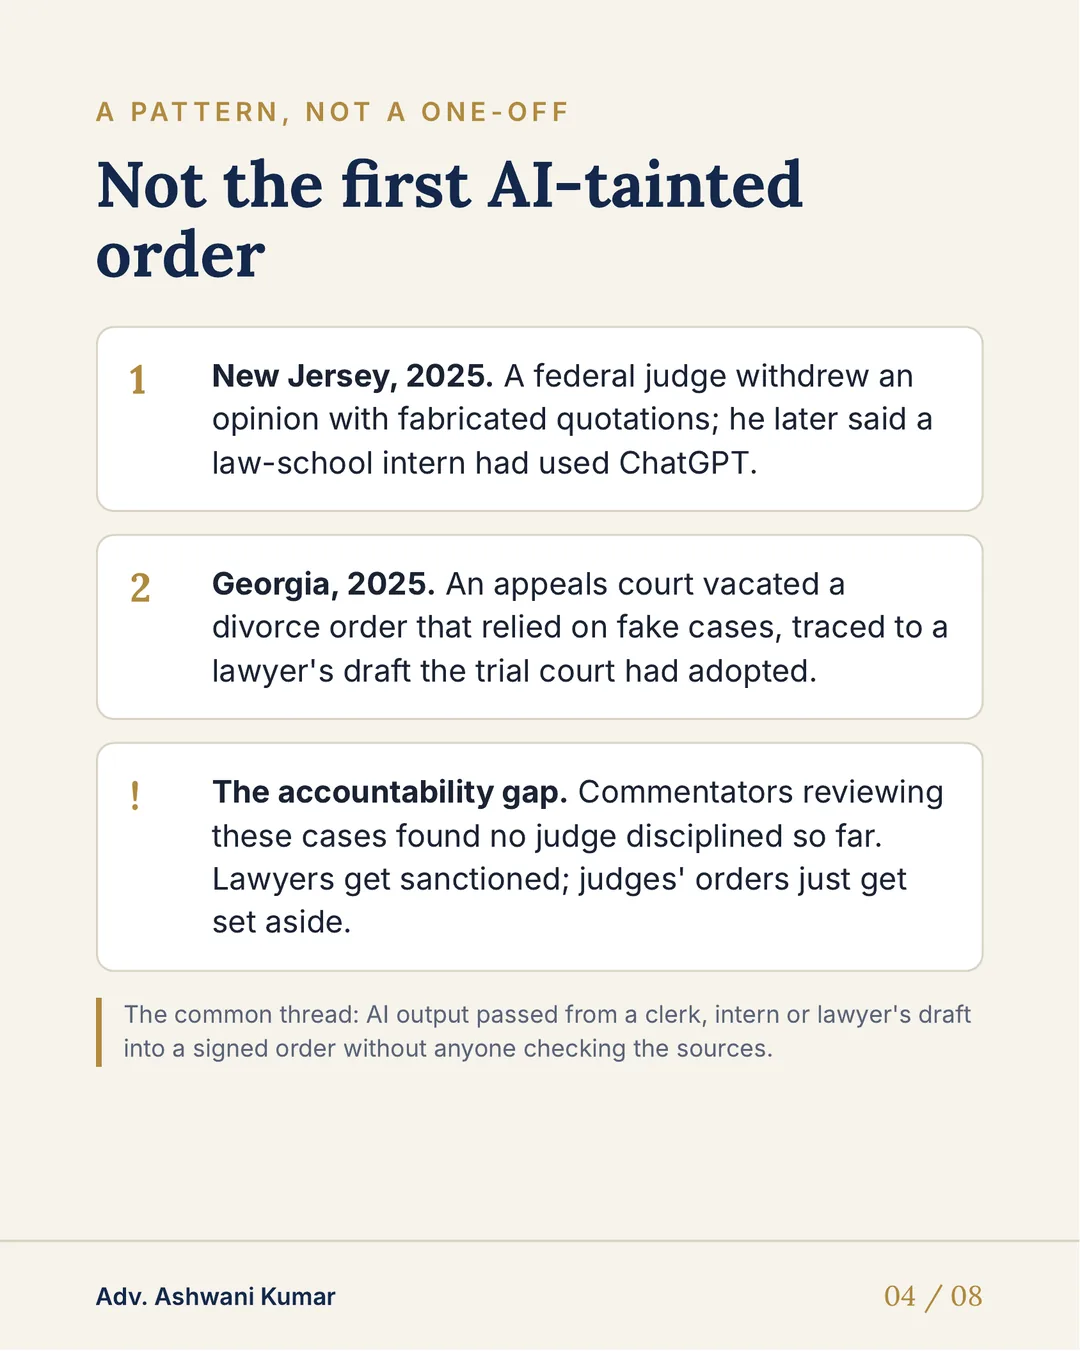 A PATTERN, NOT A ONE-OFF
Not the first AI-tainted
order
1
New Jersey, 2025. A federal judge withdrew an
opinion with fabricated quotations; he later said a
law-school intern had used ChatGPT.
2
Georgia, 2025. An appeals court vacated a
divorce order that relied on fake cases, traced to a
lawyer's draft the trial court had adopted.
!
The accountability gap. Commentators reviewing
these cases found no judge disciplined so far.
Lawyers get sanctioned; judges' orders just get
set aside.
The common thread: AI output passed from a clerk, intern or lawyer's draft
into a signed order without anyone checking the sources.
Adv. Ashwani Kumar
04 / 08